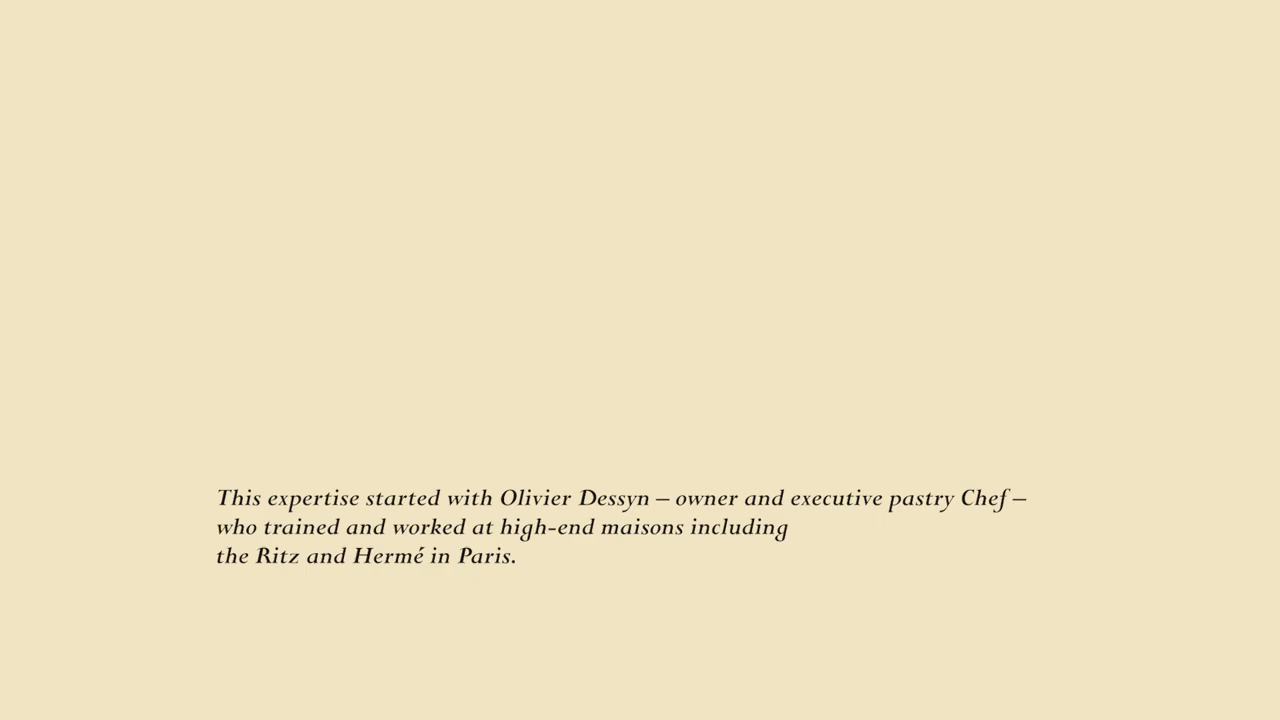 This expertise started with Olivier Dessyn – owner and executive pastry Chef –
who trained and worked at high-end maisons including
the Ritz and Hermé in Paris.